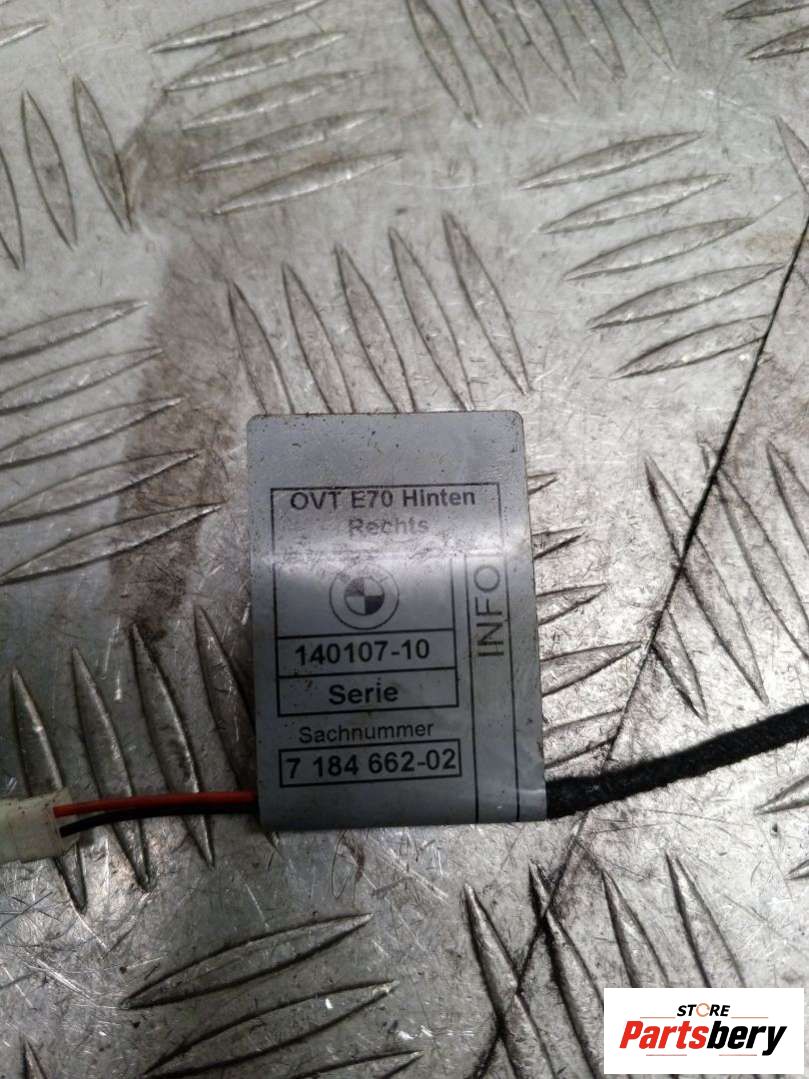 OVT E70 Hinten
Rechts
INFO
140107-10
Serie
Sachnummer
7 184 662-02
STORE
Partsbery